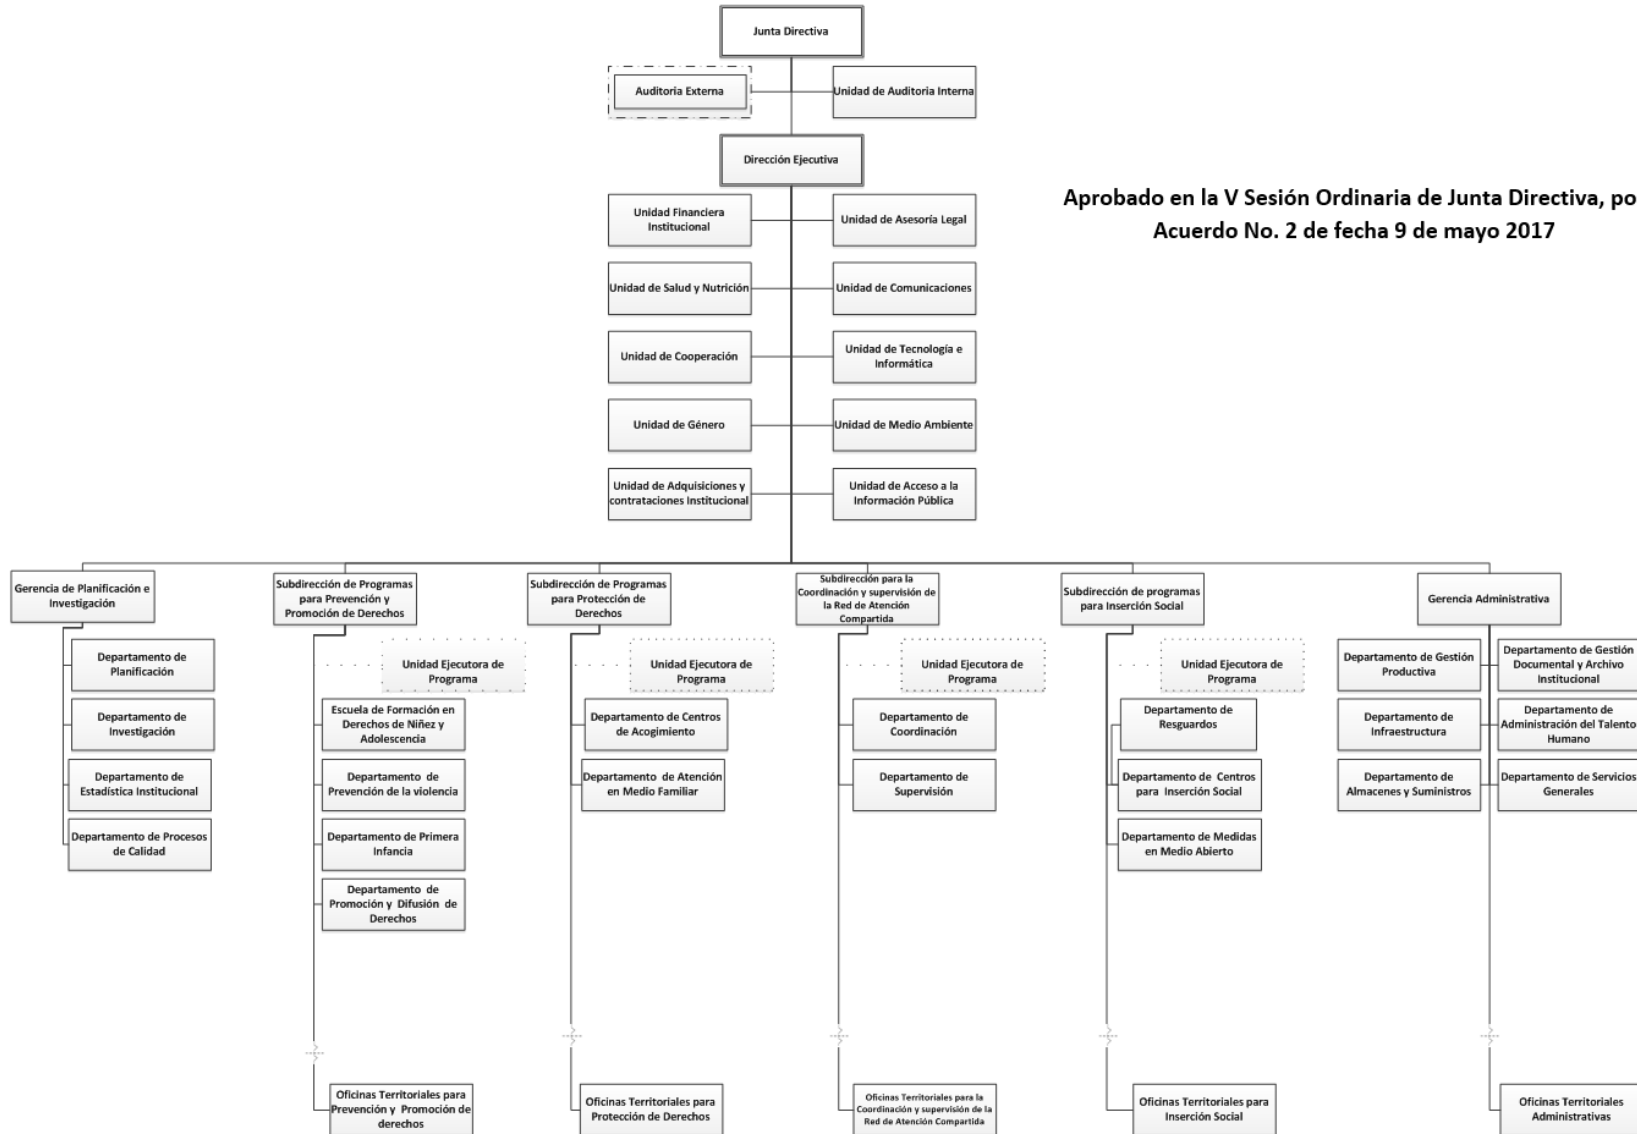 Junta Directiva
Auditoria Externa
Unidad de Auditoria Interna
Dirección Ejecutiva
Aprobado en la V Sesión Ordinaria de Junta Directiva, po
Acuerdo No. 2 de fecha 9 de mayo 2017
Unidad Financiera
Institucional
Unidad de Asesoría Legal
Unidad de Salud y Nutrición
Unidad de Comunicaciones
Unidad de Cooperación
Unidad de Tecnología e
Informática
Unidad de Género
Unidad de Medio Ambiente
Unidad de Adquisiciones y
contrataciones Institucional
Unidad de Acceso a la
Información Pública
Gerencia de Planificación e
Investigación
Subdirección de Programas
para Prevención y
Promoción de Derechos
Subdirección de Programas
para Protección de
Derechos
Subdirección para la
Coordinación y supervisión de
la Red de Atención
Compartida
Subdirección de programas
para Inserción Social
Gerencia Administrativa
Departamento de
Planificación
Unidad Ejecutora de
Programa
Unidad Ejecutora de
Programa
Unidad Ejecutora de
Programa
Unidad Ejecutora de
Programa
Departamento de Gestión
Productiva
Departamento de Gestión
Documental y Archivo
Institucional
Departamento de
Investigación
Escuela de Formación en
Derechos de Niñez y
Adolescencia
Departamento de Centros
de Acogimiento
Departamento de
Coordinación
Departamento de
Resguardos
Departamento de
Infraestructura
Departamento de
Administración del Talento
Humano
Departamento de
Estadística Institucional
Departamento de
Prevención de la violencia
Departamento de Atención
en Medio Familiar
Departamento de
Supervisión
Departamento de Centros
para Inserción Social
Departamento de
Almacenes y Suministros
Departamento de Servicios
Generales
Departamento de Procesos
de Calidad
Departamento de Primera
Infancia
Departamento de Medidas
en Medio Abierto
Departamento de
Promoción y Difusión de
Derechos
Oficinas Territoriales para
Prevención y Promoción de
derechos
Oficinas Territoriales para
Protección de Derechos
Oficinas Territoriales para la
Coordinación y supervisión de la
Red de Atención Compartida
Oficinas Territoriales para
Inserción Social
Oficinas Territoriales
Administrativas